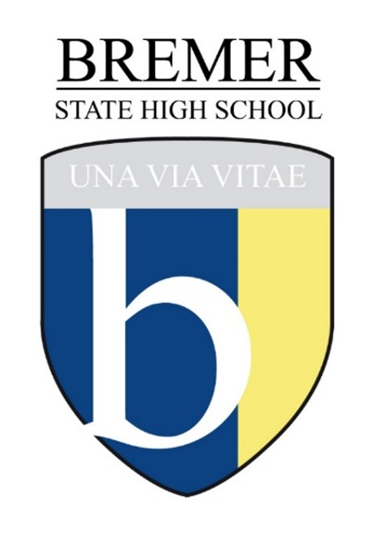 BREMER
STATE HIGH SCHOOL
UNA VIA VITAE
b